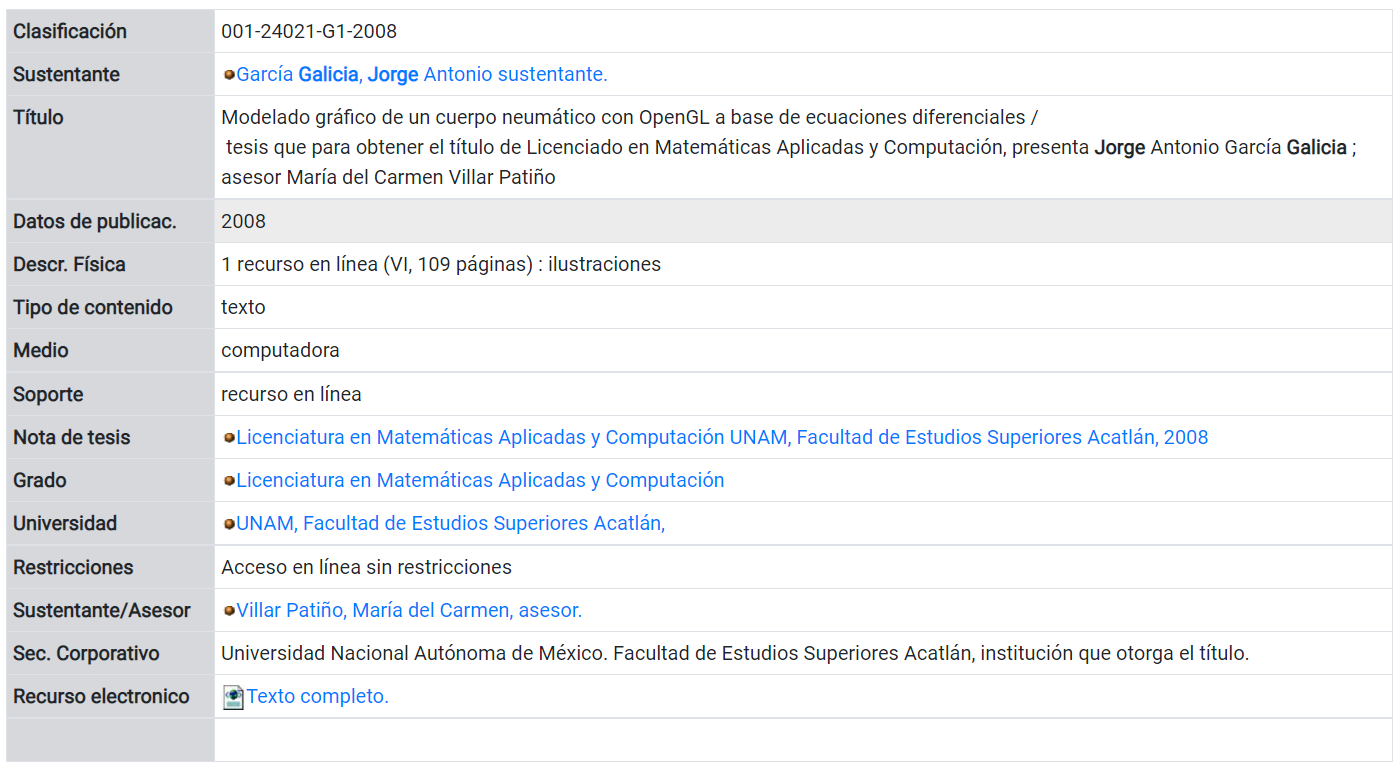 Clasificación 001-24021-G1-2008
Sustentante García Galicia, Jorge Antonio sustentante.
Título Modelado gráfico de un cuerpo neumático con OpenGL a base de ecuaciones diferenciales /
tesis que para obtener el título de Licenciado en Matemáticas Aplicadas y Computación, presenta Jorge Antonio García Galicia ;
asesor María del Carmen Villar Patiño
Datos de publicac. 2008
Descr. Física 1 recurso en línea (VI, 109 páginas) : ilustraciones
Tipo de contenido texto
Medio computadora
Soporte recurso en línea
Nota de tesis Licenciatura en Matemáticas Aplicadas y Computación UNAM, Facultad de Estudios Superiores Acatlán, 2008
Grado Licenciatura en Matemáticas Aplicadas y Computación
Universidad UNAM, Facultad de Estudios Superiores Acatlán,
Restricciones Acceso en línea sin restricciones
Sustentante/Asesor Villar Patiño, María del Carmen, asesor.
Sec. Corporativo Universidad Nacional Autónoma de México. Facultad de Estudios Superiores Acatlán, institución que otorga el título.
Recurso electronico Texto completo.